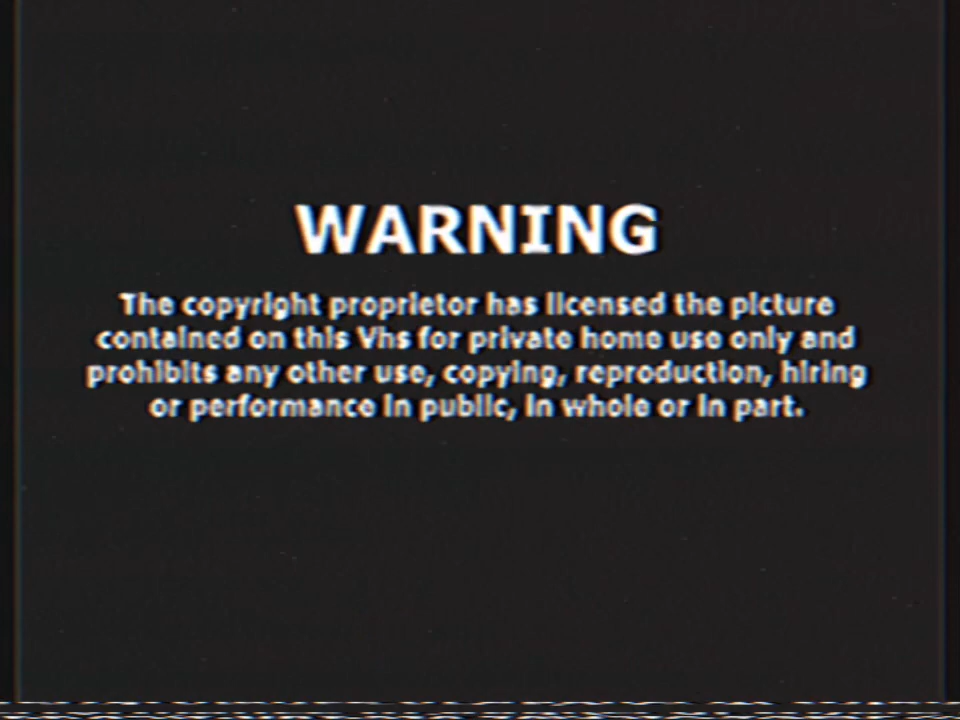 WARNING
The copyright proprietor has licensed the picture
contained on this Vhs for private home use only and
prohibits any other use, copying, reproduction, hiring
or performance in public, in whole or in part.